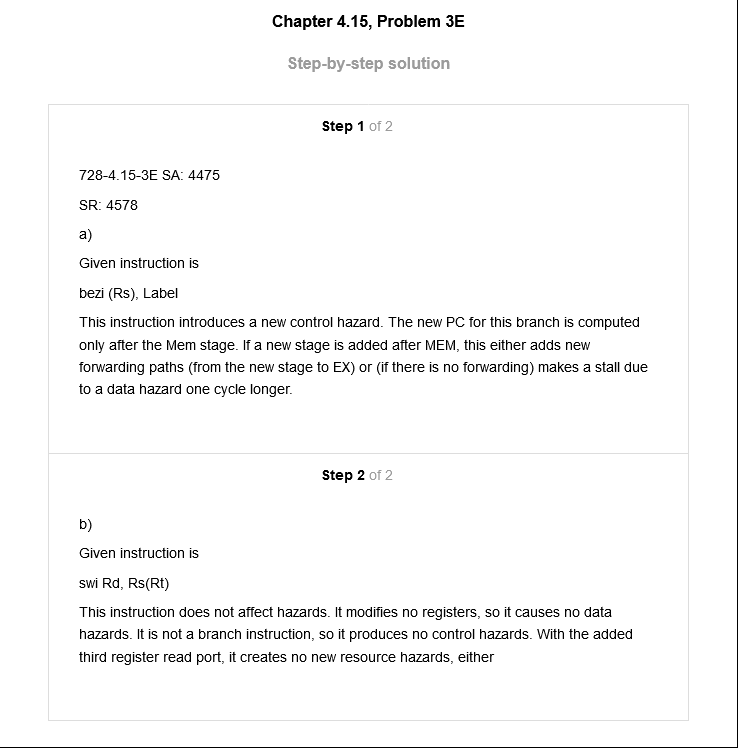 Chapter 4.15, Problem 3E
Step-by-step solution
Step 1 of 2
728-4.15-3E SA: 4475
SR: 4578
a)
Given instruction is
bezi (Rs), Label
This instruction introduces a new control hazard. The new PC for this branch is computed
only after the Mem stage. If a new stage is added after MEM, this either adds new
forwarding paths (from the new stage to EX) or (if there is no forwarding) makes a stall due
to a data hazard one cycle longer.
Step 2 of 2
b)
Given instruction is
swi Rd, Rs(Rt)
This instruction does not affect hazards. It modifies no registers, so it causes no data
hazards. It is not a branch instruction, so it produces no control hazards. With the added
third register read port, it creates no new resource hazards, either